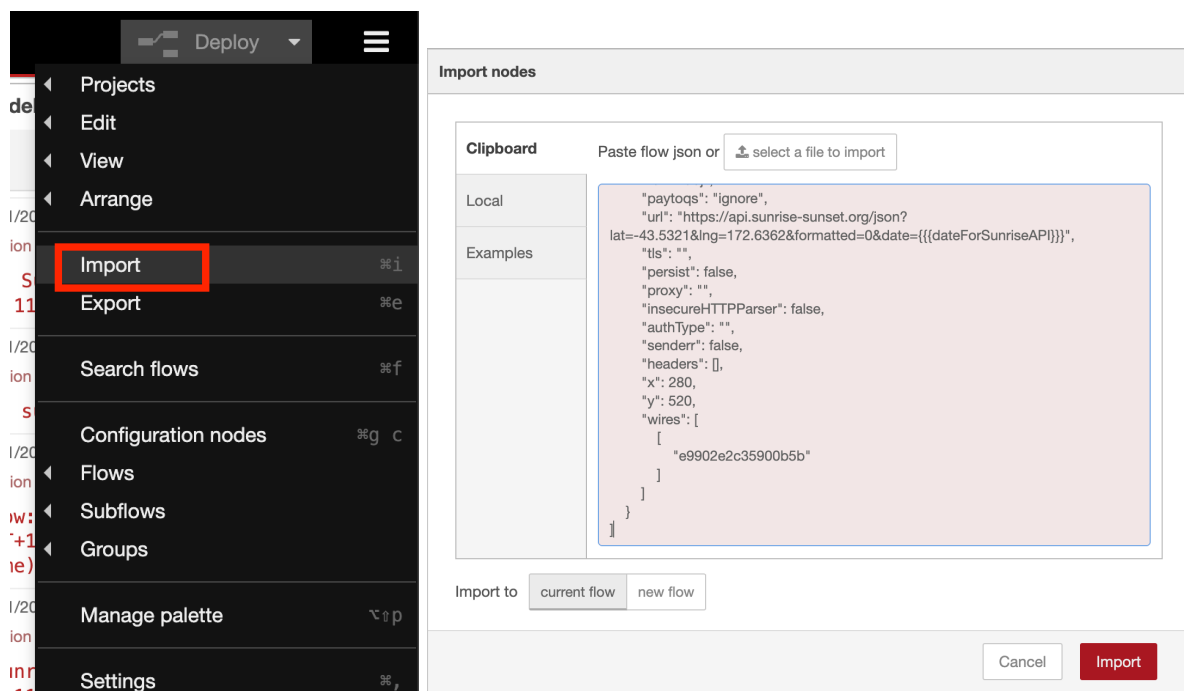 Deploy
Projects
Edit
View
Arrange
Import ⌘i
Export ⌘e
Search flows ⌘f
Configuration nodes ⌘g c
Flows
Subflows
Groups
Manage palette ⌥⇧p
Settings ⌘,
Import nodes
Clipboard
Local
Examples
Paste flow json or select a file to import
"paytoqs": "ignore",
"url": "https://api.sunrise-sunset.org/json?
lat=-43.5321&lng=172.6362&formatted=0&date={{{dateForSunriseAPI}}}",
"tls": "",
"persist": false,
"proxy": "",
"insecureHTTPParser": false,
"authType": "",
"senderr": false,
"headers": [],
"x": 280,
"y": 520,
"wires": [
[
"e9902e2c35900b5b"
]
]
}
]
Import to current flow new flow
Cancel Import